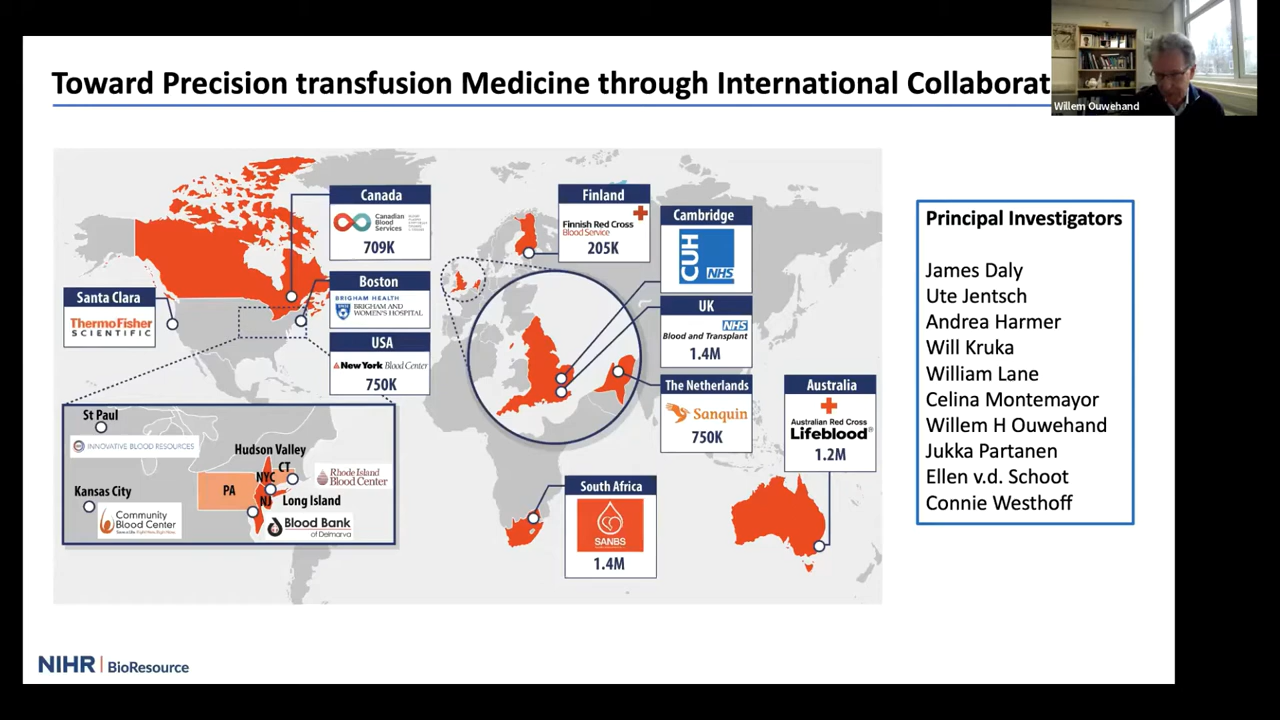 Toward Precision transfusion Medicine through International Collaborat
Willem Ouwehand
Canada
Canadian
Blood
Services
709K
Finland
Finnish Red Cross
Blood Service
205K
Cambridge
CUH
NHS
Santa Clara
ThermoFisher
SCIENTIFIC
Boston
BRIGHAM HEALTH
BRIGHAM AND
WOMEN'S HOSPITAL
UK
NHS
Blood and Transplant
1.4M
USA
New York Blood Center
750K
The Netherlands
Sanquin
750K
Australia
Australian Red Cross
Lifeblood
1.2M
St Paul
INNOVATIVE BLOOD RESOURCES
Hudson Valley
CT
NYC
Rhode Island
Blood Center
PA
NJ
Long Island
Kansas City
Community
Blood Center
Blood Bank
of Delmarva
South Africa
SANBS
1.4M
Principal Investigators
James Daly
Ute Jentsch
Andrea Harmer
Will Kruka
William Lane
Celina Montemayor
Willem H Ouwehand
Jukka Partanen
Ellen v.d. Schoot
Connie Westhoff
NIHR | BioResource